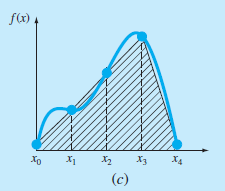 f(x)
x₀ x₁ x₂ x₃ x₄
(c)